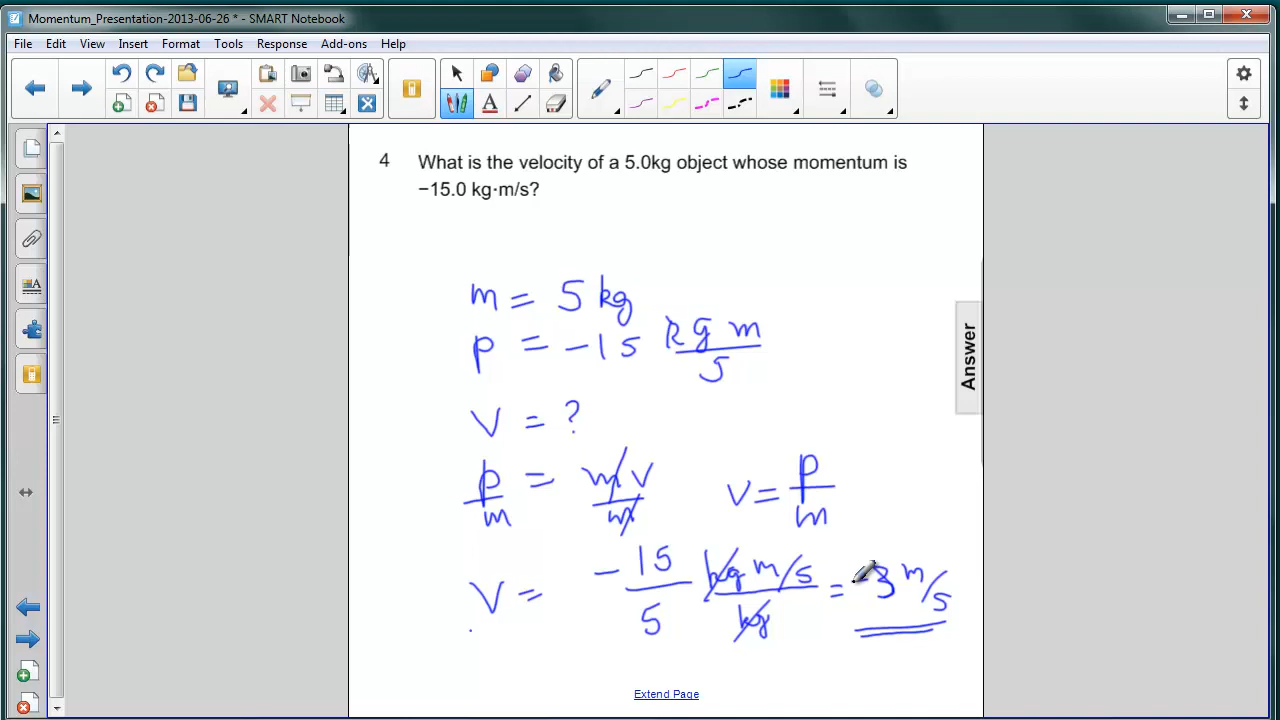 Momentum_Presentation-2013-06-26 * - SMART Notebook
File Edit View Insert Format Tools Response Add-ons Help
4 What is the velocity of a 5.0kg object whose momentum is
−15.0 kg·m/s?
m = 5 kg
p = -15 kg m / s
v = ?
p/m = mv/m v = p/m
v = -15/5 kg m/s / kg = -3 m/s
Answer
Extend Page